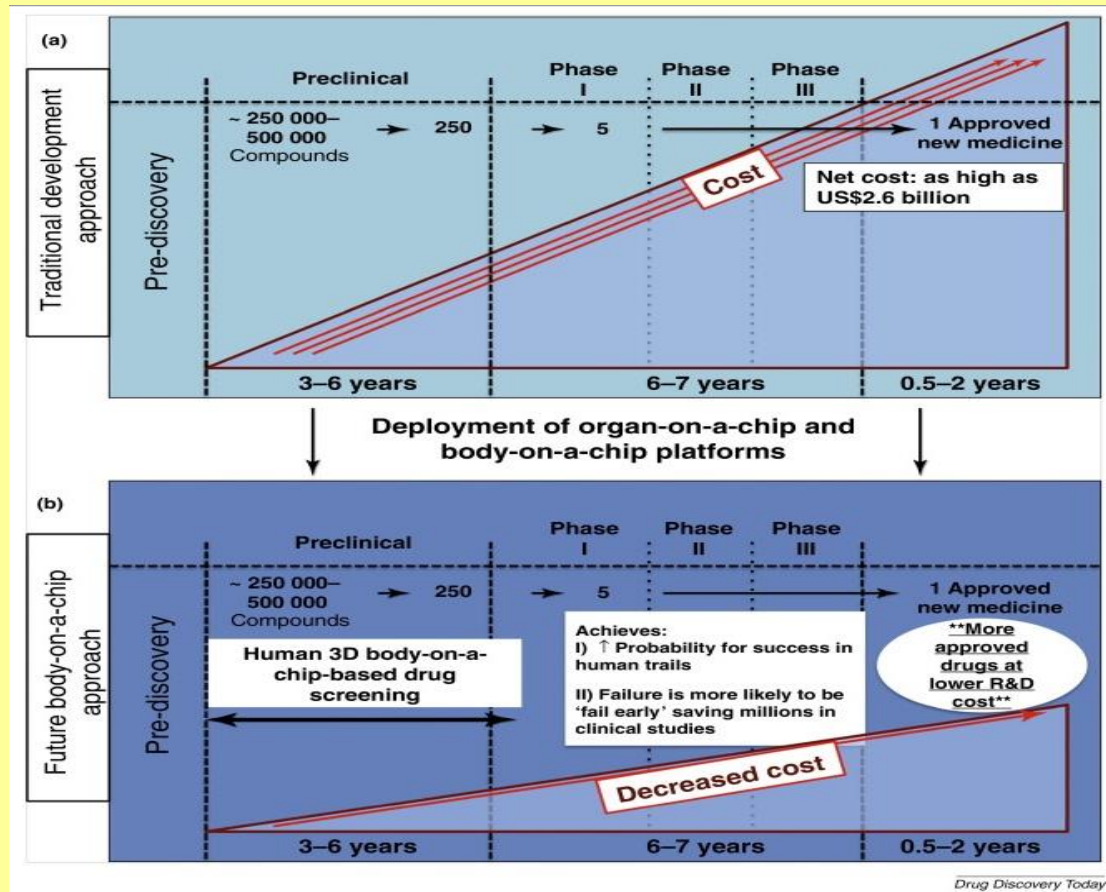 (a)
Traditional development
approach
Pre-discovery
Preclinical
Phase
I
Phase
II
Phase
III
~ 250 000–
500 000
Compounds
250
5
1 Approved
new medicine
Cost
Net cost: as high as
US$2.6 billion
3–6 years
6–7 years
0.5–2 years
Deployment of organ-on-a-chip and
body-on-a-chip platforms
(b)
Future body-on-a-chip
approach
Pre-discovery
Preclinical
Phase
I
Phase
II
Phase
III
~ 250 000–
500 000
Compounds
250
5
1 Approved
new medicine
Human 3D body-on-a-
chip-based drug
screening
Achieves:
I) ↑ Probability for success in
human trails
II) Failure is more likely to be
‘fail early’ saving millions in
clinical studies
**More
approved
drugs at
lower R&D
cost**
Decreased cost
3–6 years
6–7 years
0.5–2 years
Drug Discovery Today